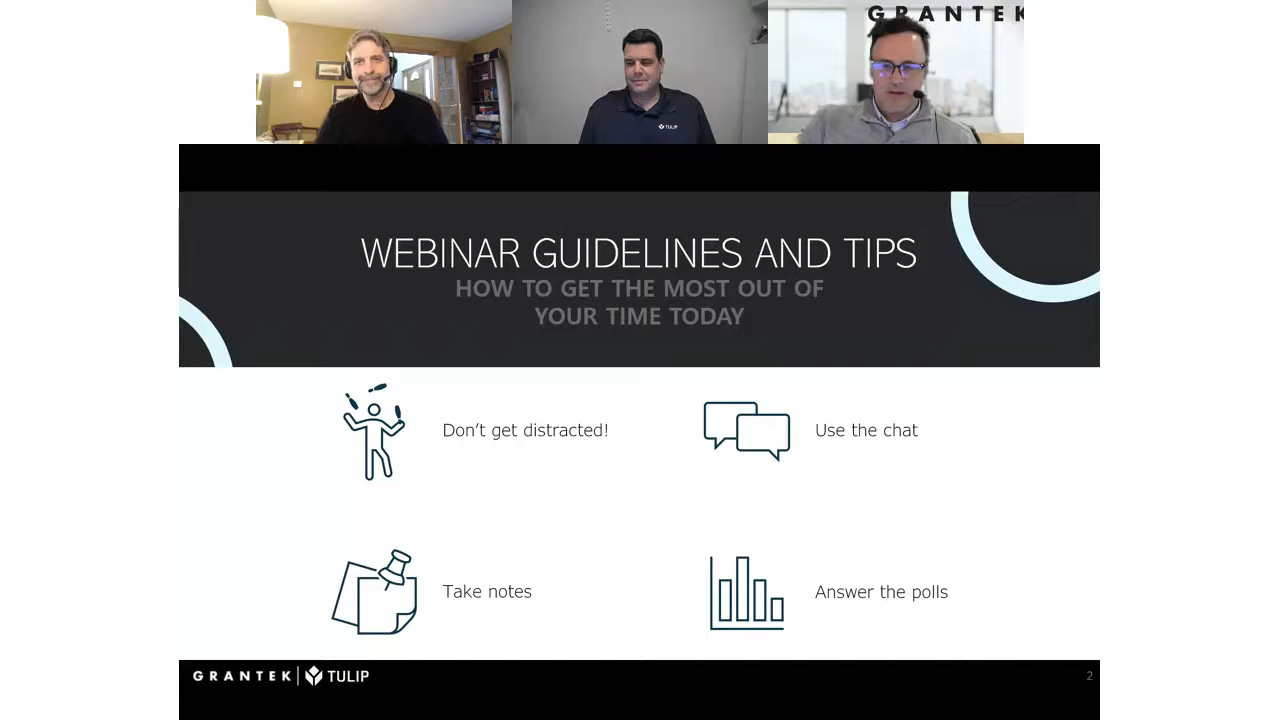 GRANTEK
TULIP
WEBINAR GUIDELINES AND TIPS
HOW TO GET THE MOST OUT OF
YOUR TIME TODAY
Don't get distracted!
Use the chat
Take notes
Answer the polls
GRANTEK | TULIP
2